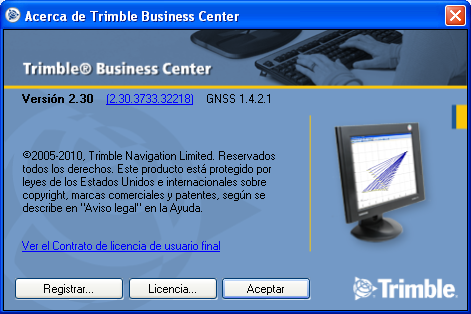 Acerca de Trimble Business Center
Trimble® Business Center
Versión 2.30 (2.30.3733.32218) GNSS 1.4.2.1
©2005-2010, Trimble Navigation Limited. Reservados
todos los derechos. Este producto está protegido por
leyes de los Estados Unidos e internacionales sobre
copyright, marcas comerciales y patentes, según se
describe en "Aviso legal" en la Ayuda.
Ver el Contrato de licencia de usuario final
Registrar...
Licencia...
Aceptar
Trimble.